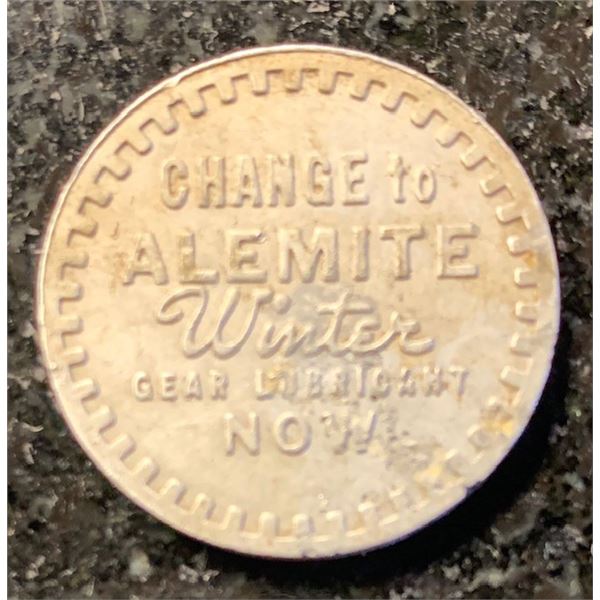 CHANGE to
ALEMITE
Winter
GEAR LUBRICANT
NOW